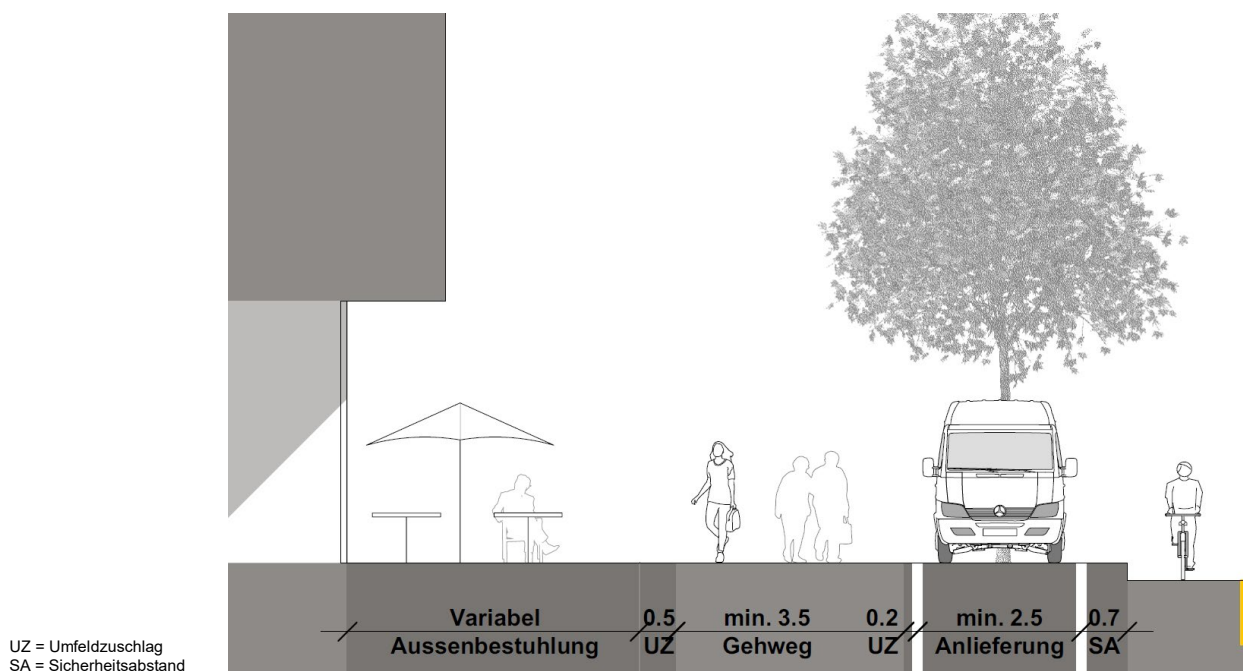 Variabel 0.5 min. 3.5 0.2 min. 2.5 0.7
Aussenbestuhlung UZ Gehweg UZ Anlieferung SA
UZ = Umfeldzuschlag
SA = Sicherheitsabstand